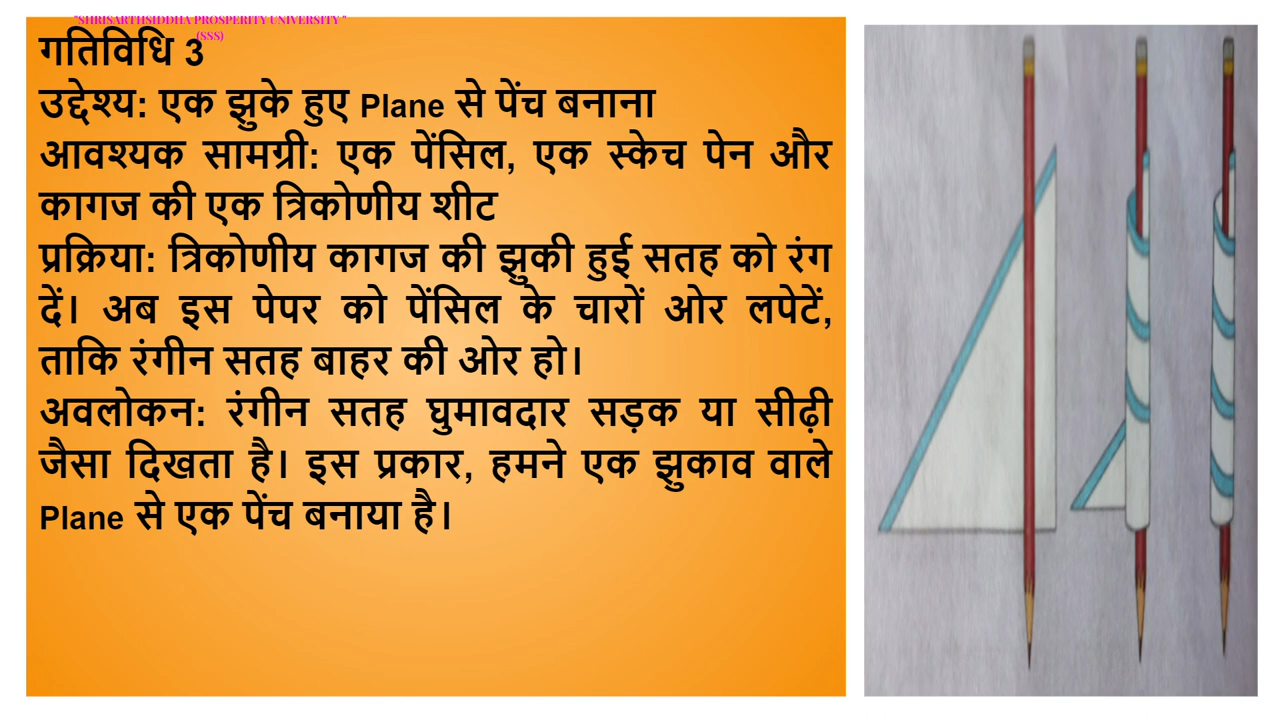 "SHRISARTHSIDDHA PROSPERITY UNIVERSITY "
(SSS)
गतिविधि 3
उद्देश्य: एक झुके हुए Plane से पेंच बनाना
आवश्यक सामग्री: एक पेंसिल, एक स्केच पेन और
कागज की एक त्रिकोणीय शीट
प्रक्रिया: त्रिकोणीय कागज की झुकी हुई सतह को रंग
दें। अब इस पेपर को पेंसिल के चारों ओर लपेटें,
ताकि रंगीन सतह बाहर की ओर हो।
अवलोकन: रंगीन सतह घुमावदार सड़क या सीढ़ी
जैसा दिखता है। इस प्रकार, हमने एक झुकाव वाले
Plane से एक पेंच बनाया है।